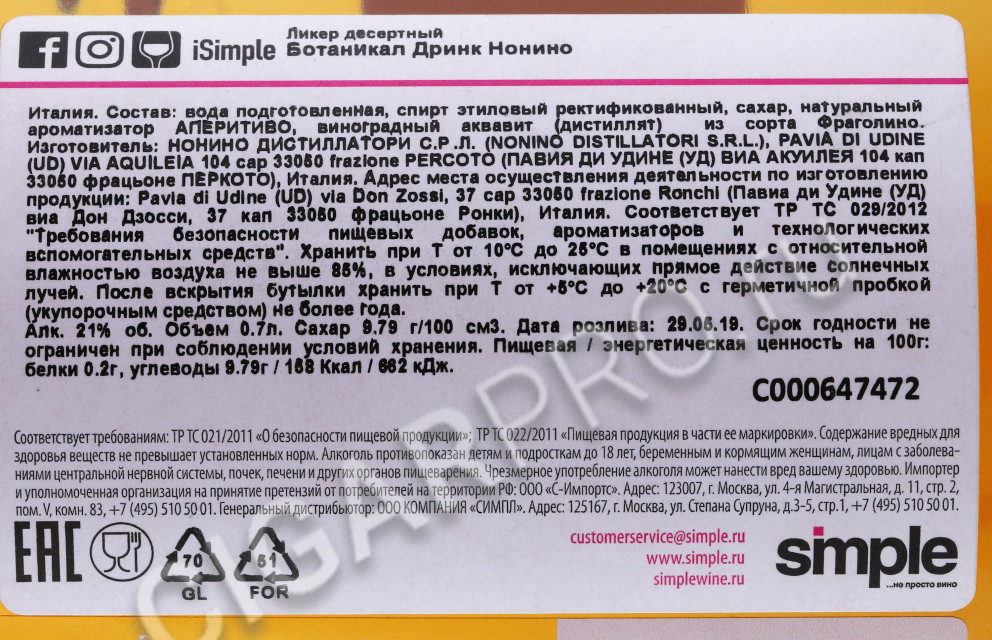 iSimple
Ликер десертный
Ботаникал Дринк Нонино
Италия. Состав: вода подготовленная, спирт этиловый ректификованный, сахар, натуральный
ароматизатор АПЕРИТИВО, виноградный аквавит (дистиллят) из сорта Фраголино.
Изготовитель: НОНИНО ДИСТИЛЛАТОРИ С.Р.Л. (NONINO DISTILLATORI S.R.L.), PAVIA DI UDINE
(UD) VIA AQUILEIA 104 cap 33050 frazione PERCOTO (ПАВИЯ ДИ УДИНЕ (УД) ВИА АКУИЛЕЯ 104 кап
33050 фрацьоне ПЕРКОТО), Италия. Адрес места осуществления деятельности по изготовлению
продукции: Pavia di Udine (UD) via Don Zossi, 37 cap 33050 frazione Ronchi (Павиа ди Удине (УД)
виа Дон Дзосси, 37 кап 33050 фрацьоне Ронки), Италия. Соответствует ТР ТС 029/2012
"Требования безопасности пищевых добавок, ароматизаторов и технологических
вспомогательных средств". Хранить при Т от 10°С до 25°С в помещениях с относительной
влажностью воздуха не выше 85%, в условиях, исключающих прямое действие солнечных
лучей. После вскрытия бутылки хранить при Т от +5°С до +20°С с герметичной пробкой
(укупорочным средством) не более года.
Алк. 21% об. Объем 0.7л. Сахар 9.79 г/100 см3. Дата розлива: 29.05.19. Срок годности не
ограничен при соблюдении условий хранения. Пищевая / энергетическая ценность на 100г:
белки 0.2г, углеводы 9.79г / 158 Ккал / 662 кДж.
С000647472
Соответствует требованиям: ТР ТС 021/2011 «О безопасности пищевой продукции»; ТР ТС 022/2011 «Пищевая продукция в части ее маркировки». Содержание вредных для
здоровья веществ не превышает установленных норм. Алкоголь противопоказан детям и подросткам до 18 лет, беременным и кормящим женщинам, лицам с заболева-
ниями центральной нервной системы, почек, печени и других органов пищеварения. Чрезмерное употребление алкоголя может нанести вред вашему здоровью. Импортер
и уполномоченная организация на принятие претензий от потребителей на территории РФ: ООО «С-Импортс». Адрес: 123007, г. Москва, ул. 4-я Магистральная, д. 11, стр. 2,
пом. V, комн. 83, +7 (495) 510 50 01. Генеральный дистрибьютор: ООО КОМПАНИЯ «СИМПЛ». Адрес: 125167, г. Москва, ул. Степана Супруна, д.3–5, стр.1, +7 (495) 510 50 01.
EAC
70
GL
51
FOR
customerservice@simple.ru
www.simple.ru
simplewine.ru
simple
...не просто вино
CIGARPRO.ru